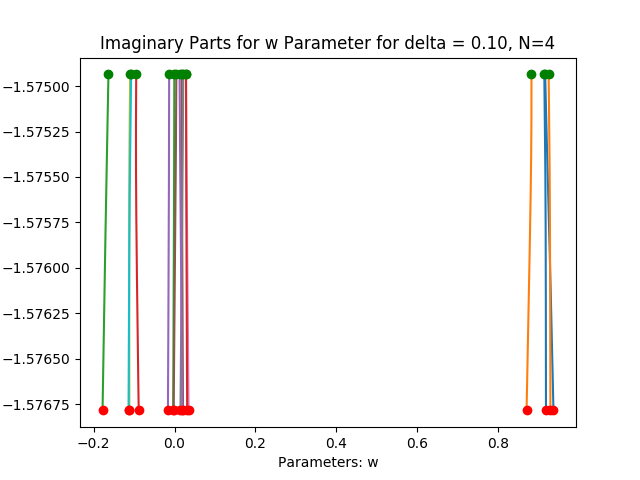 Imaginary Parts for w Parameter for delta = 0.10, N=4
−1.57500
−1.57525
−1.57550
−1.57575
−1.57600
−1.57625
−1.57650
−1.57675
−0.2 0.0 0.2 0.4 0.6 0.8
Parameters: w